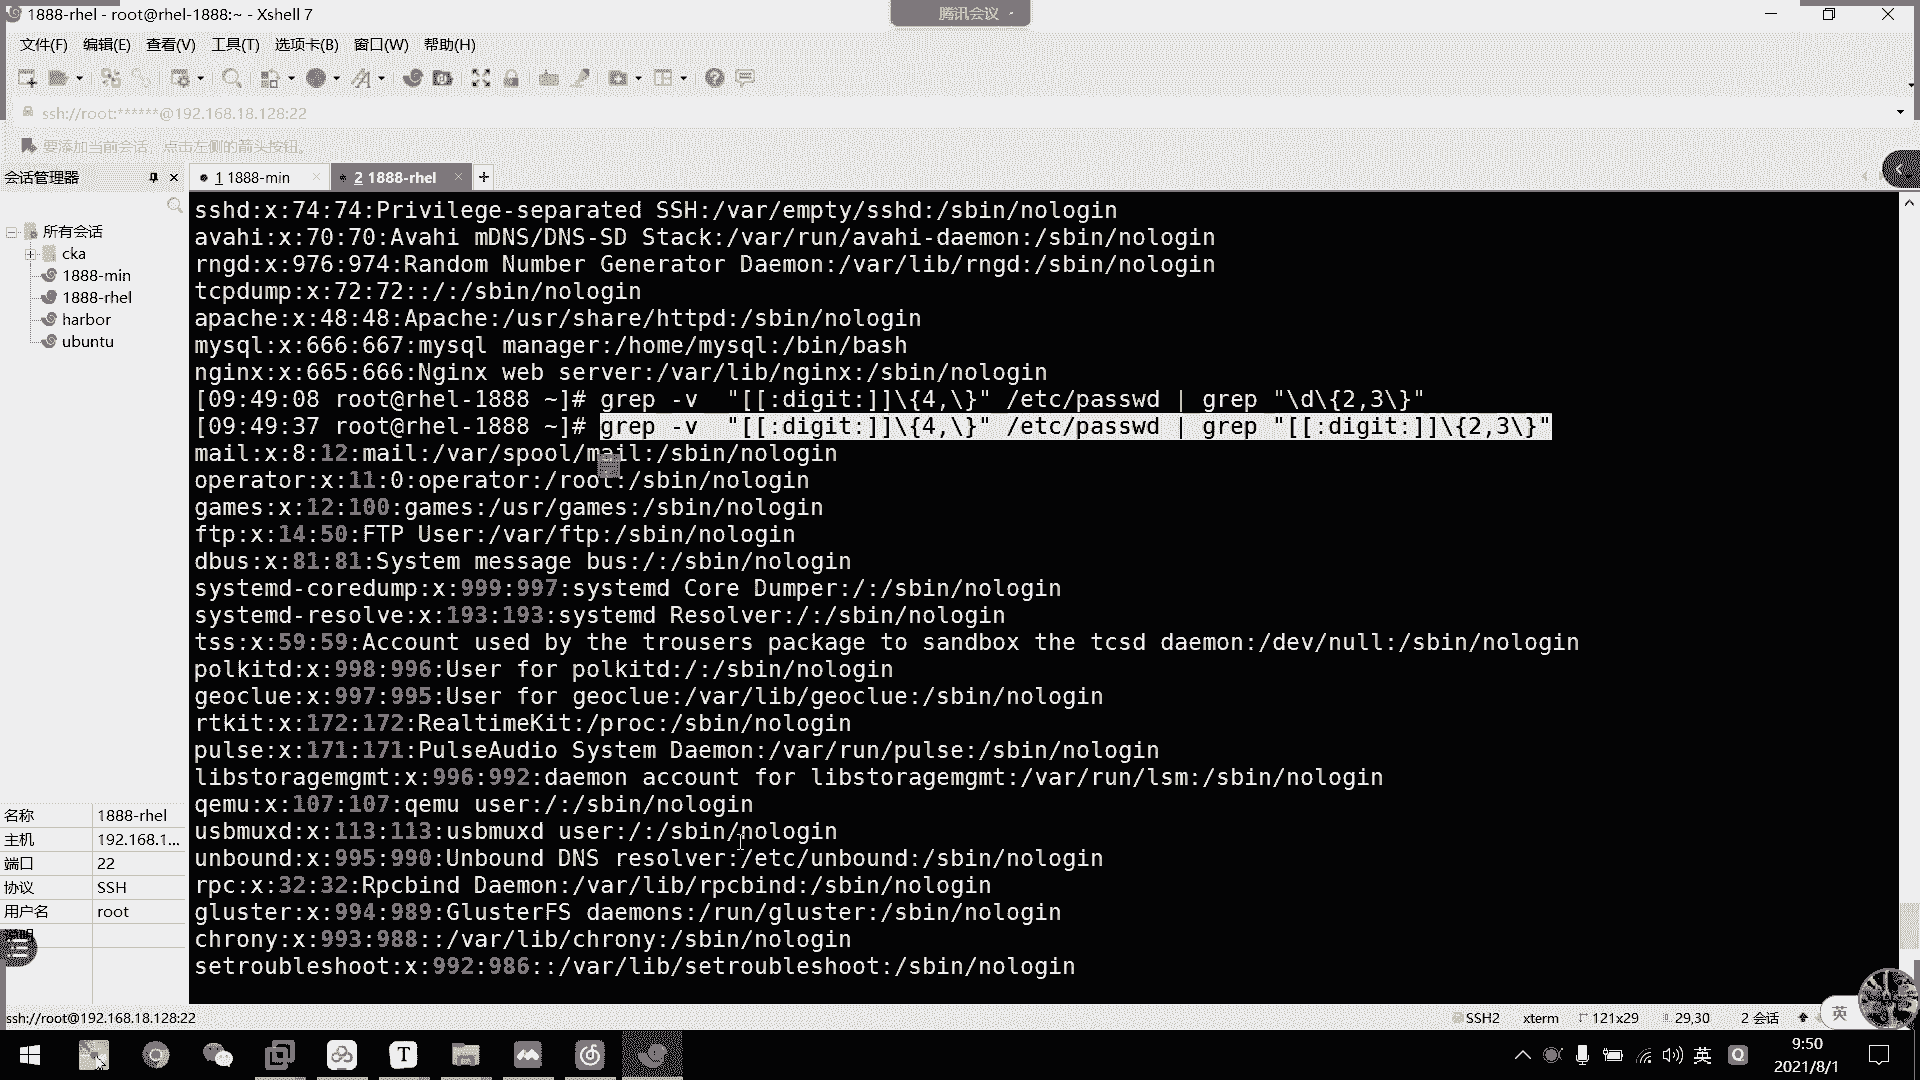 1888-rhel - root@rhel-1888:~ - Xshell 7
腾讯会议
文件(F) 编辑(E) 查看(V) 工具(T) 选项卡(B) 窗口(W) 帮助(H)
ssh://root:******@192.168.18.128:22
要添加当前会话，点击左侧的箭头按钮。
会话管理器
1 1888-min
2 1888-rhel
所有会话
cka
1888-min
1888-rhel
harbor
ubuntu
sshd:x:74:74:Privilege-separated SSH:/var/empty/sshd:/sbin/nologin
avahi:x:70:70:Avahi mDNS/DNS-SD Stack:/var/run/avahi-daemon:/sbin/nologin
rngd:x:976:974:Random Number Generator Daemon:/var/lib/rngd:/sbin/nologin
tcpdump:x:72:72::/:/sbin/nologin
apache:x:48:48:Apache:/usr/share/httpd:/sbin/nologin
mysql:x:666:667:mysql manager:/home/mysql:/bin/bash
nginx:x:665:666:Nginx web server:/var/lib/nginx:/sbin/nologin
[09:49:08 root@rhel-1888 ~]# grep -v  "[[:digit:]]\{4,\}" /etc/passwd | grep "\d\{2,3\}"
[09:49:37 root@rhel-1888 ~]# grep -v  "[[:digit:]]\{4,\}" /etc/passwd | grep "[[:digit:]]\{2,3\}"
mail:x:8:12:mail:/var/spool/mail:/sbin/nologin
operator:x:11:0:operator:/root:/sbin/nologin
games:x:12:100:games:/usr/games:/sbin/nologin
ftp:x:14:50:FTP User:/var/ftp:/sbin/nologin
dbus:x:81:81:System message bus:/:/sbin/nologin
systemd-coredump:x:999:997:systemd Core Dumper:/:/sbin/nologin
systemd-resolve:x:193:193:systemd Resolver:/:/sbin/nologin
tss:x:59:59:Account used by the trousers package to sandbox the tcsd daemon:/dev/null:/sbin/nologin
polkitd:x:998:996:User for polkitd:/:/sbin/nologin
geoclue:x:997:995:User for geoclue:/var/lib/geoclue:/sbin/nologin
rtkit:x:172:172:RealtimeKit:/proc:/sbin/nologin
pulse:x:171:171:PulseAudio System Daemon:/var/run/pulse:/sbin/nologin
libstoragemgmt:x:996:992:daemon account for libstoragemgmt:/var/run/lsm:/sbin/nologin
qemu:x:107:107:qemu user:/:/sbin/nologin
usbmuxd:x:113:113:usbmuxd user:/:/sbin/nologin
unbound:x:995:990:Unbound DNS resolver:/etc/unbound:/sbin/nologin
rpc:x:32:32:Rpcbind Daemon:/var/lib/rpcbind:/sbin/nologin
gluster:x:994:989:GlusterFS daemons:/run/gluster:/sbin/nologin
chrony:x:993:988::/var/lib/chrony:/sbin/nologin
setroubleshoot:x:992:986::/var/lib/setroubleshoot:/sbin/nologin
名称 1888-rhel
主机 192.168.1...
端口 22
协议 SSH
用户名 root
说明
ssh://root@192.168.18.128:22
SSH2 xterm 121x29 29,30 2 会话
英
英
9:50
2021/8/1